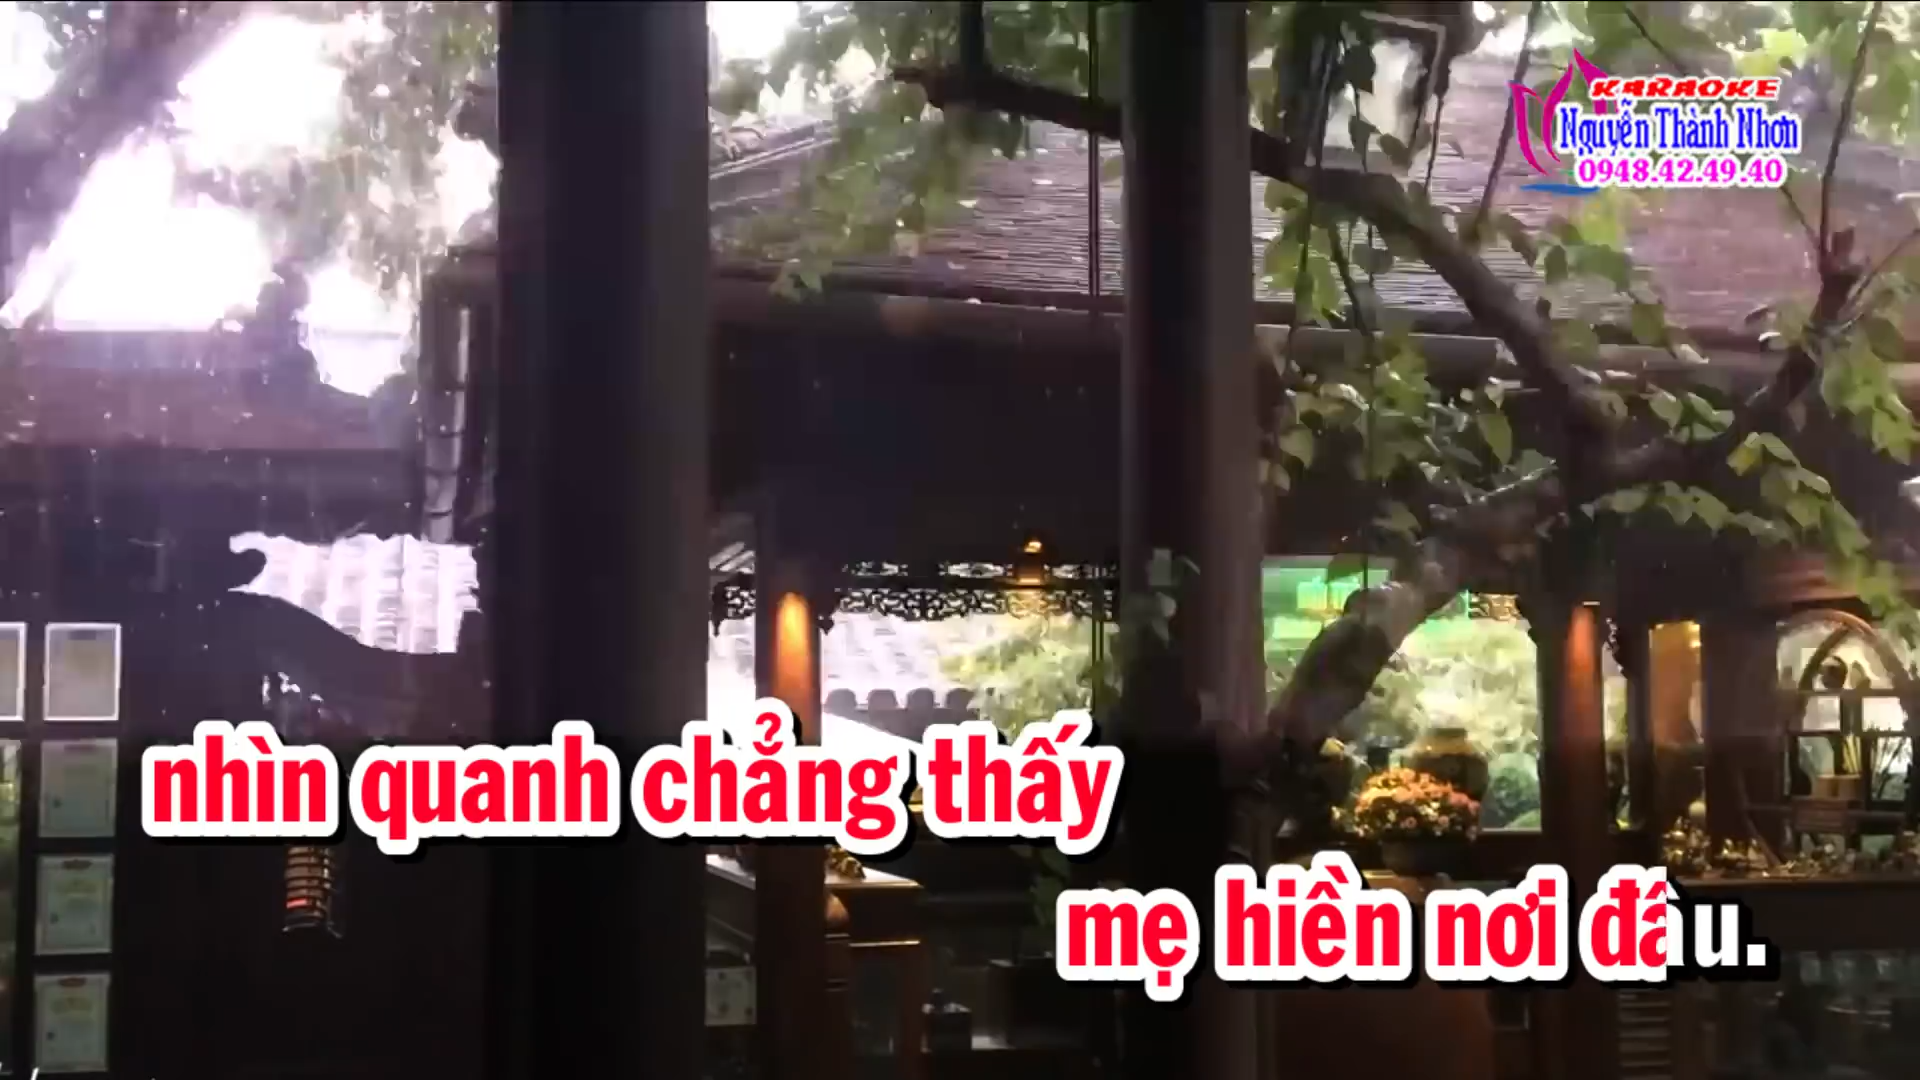 KARAOKE
Nguyễn Thành Nhơn
0948.42.49.40
nhìn quanh chẳng thấy
mẹ hiền nơi đâu.